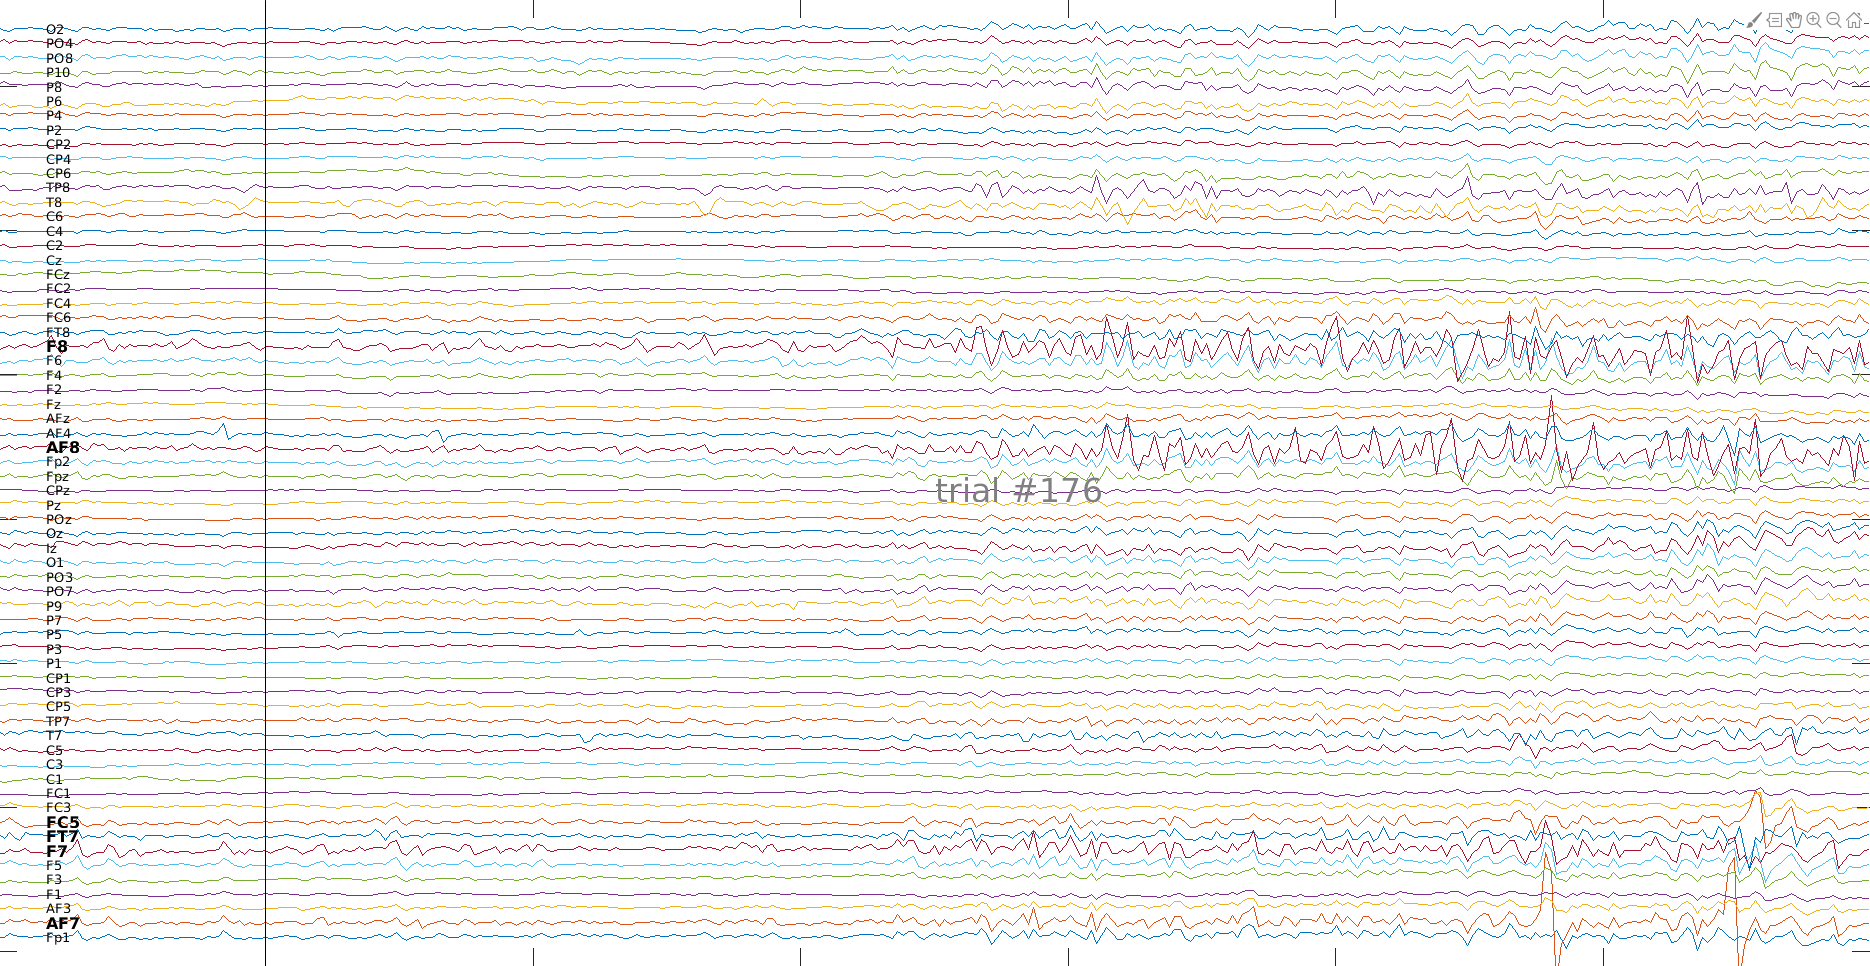 O2
PO4
PO8
P10
P8
P6
P4
P2
CP2
CP4
CP6
TP8
T8
C6
C4
C2
Cz
FCz
FC2
FC4
FC6
FT8
F8
F6
F4
F2
Fz
AFz
AF4
AF8
Fp2
Fpz
CPz
trial #176
Pz
POz
Oz
Iz
O1
PO3
PO7
P9
P7
P5
P3
P1
CP1
CP3
CP5
TP7
T7
C5
C3
C1
FC1
FC3
FC5
FT7
F7
F5
F3
F1
AF3
AF7
Fp1